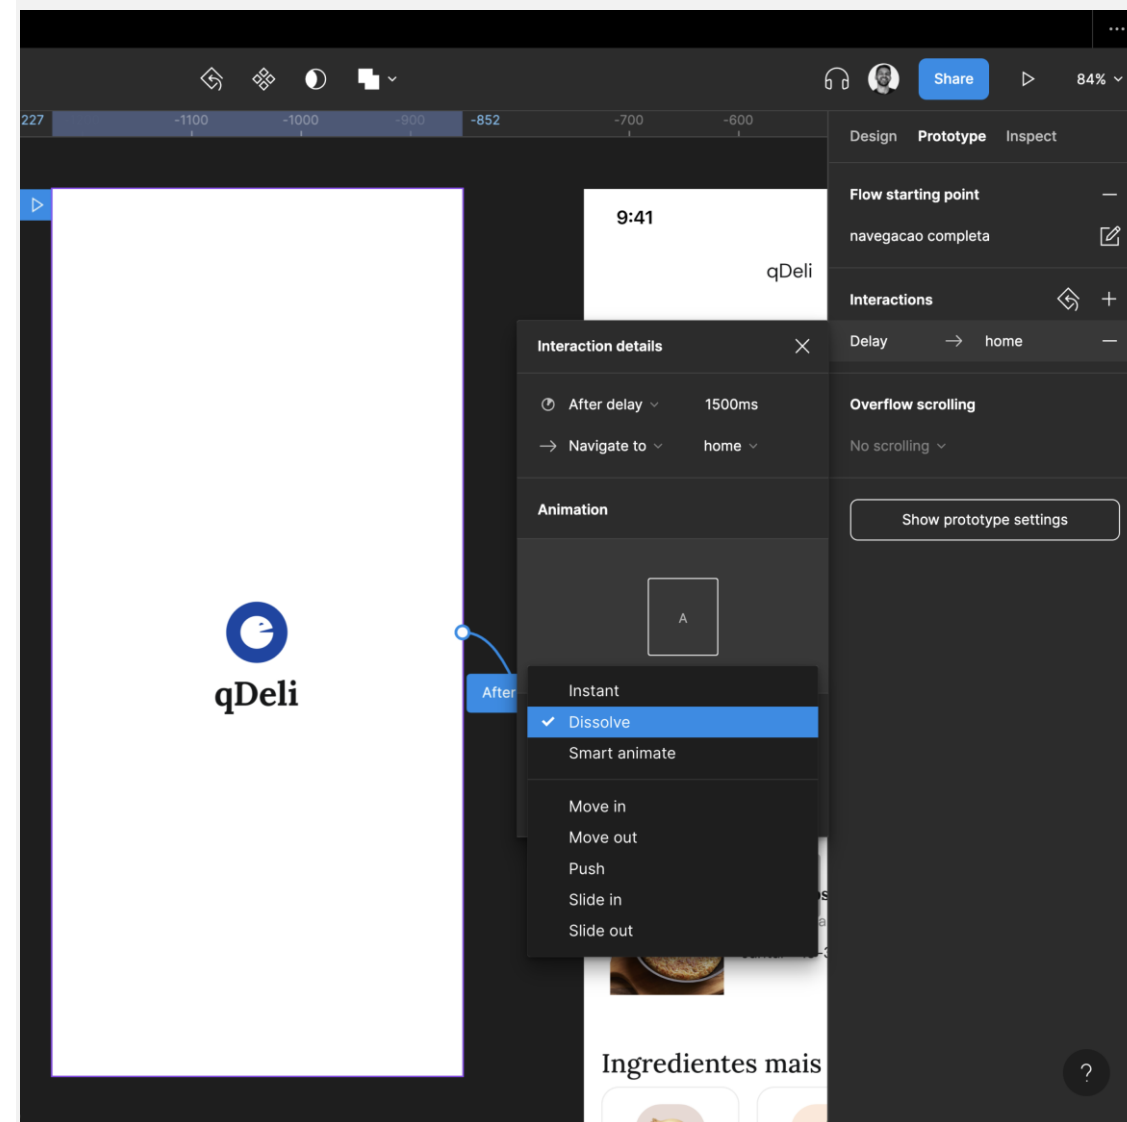 Share
84%
227
-1100
-1000
-900
-852
-700
-600
Design Prototype Inspect
Flow starting point
navegacao completa
Interactions
Delay → home
Overflow scrolling
No scrolling
Show prototype settings
9:41
qDeli
Interaction details
After delay 1500ms
→ Navigate to home
Animation
A
qDeli
After
Instant
✓ Dissolve
Smart animate
Move in
Move out
Push
Slide in
Slide out
Ingredientes mais
?